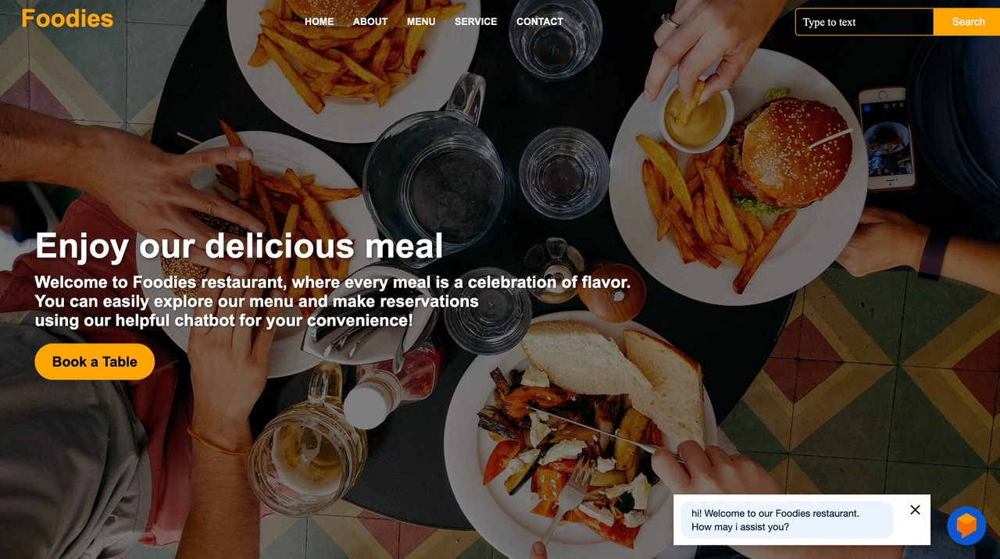 Foodies
HOME ABOUT MENU SERVICE CONTACT
Type to text Search
Enjoy our delicious meal
Welcome to Foodies restaurant, where every meal is a celebration of flavor.
You can easily explore our menu and make reservations
using our helpful chatbot for your convenience!
Book a Table
hi! Welcome to our Foodies restaurant.
How may i assist you?